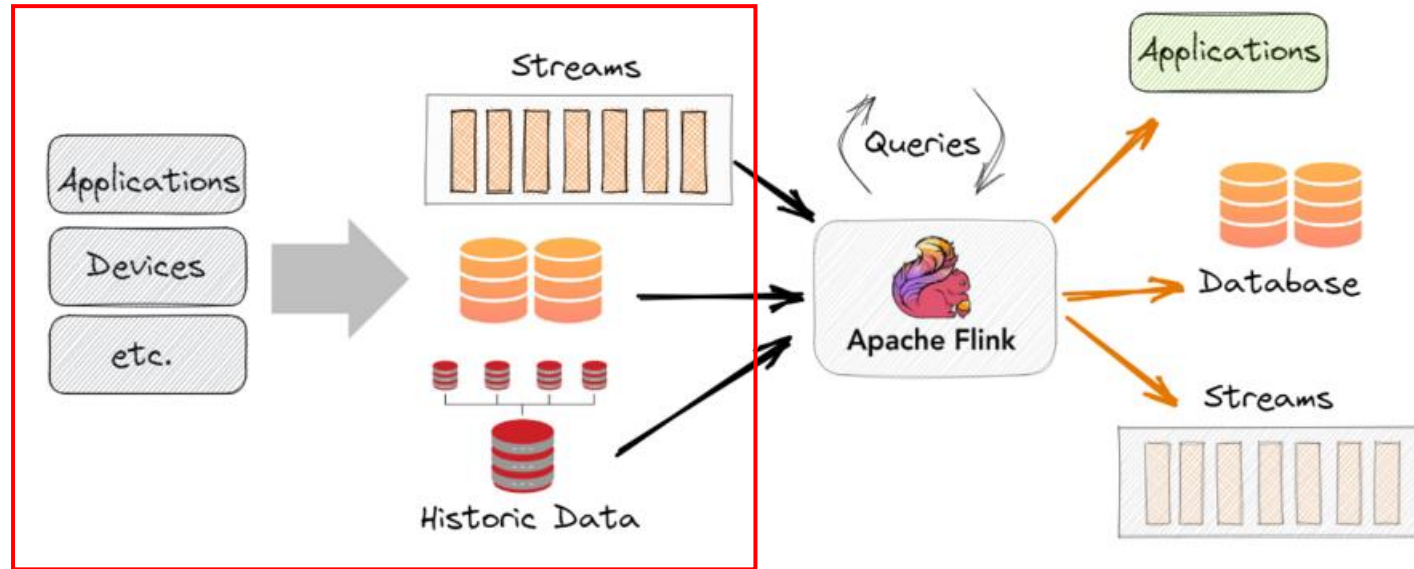 Streams
Applications
Devices
etc.
Historic Data
Queries
Apache Flink
Applications
Database
Streams